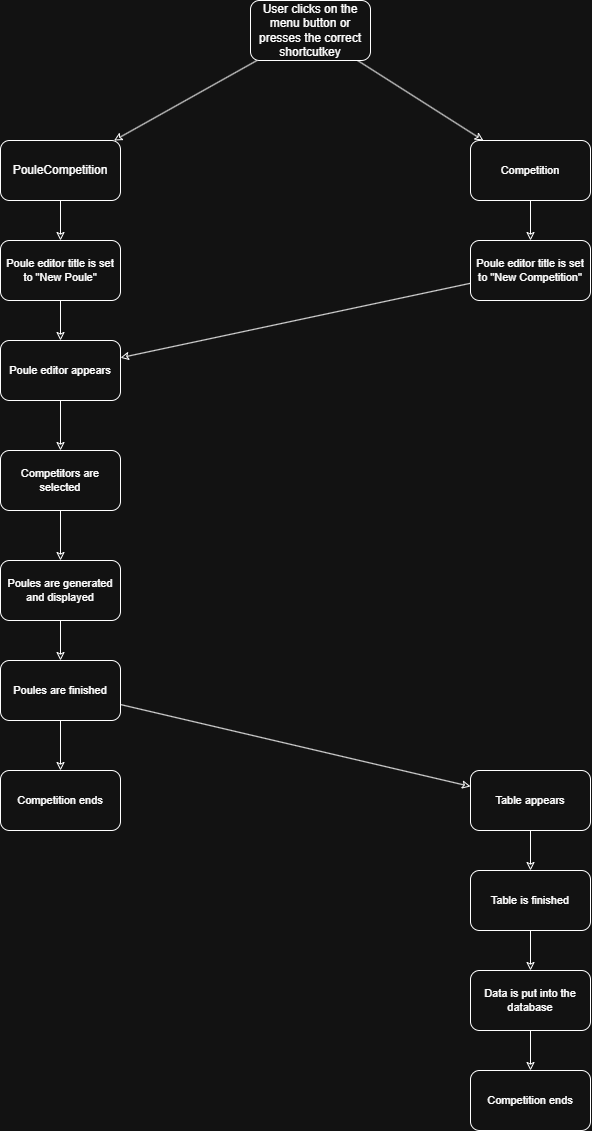 User clicks on the
menu button or
presses the correct
shortcutkey
PouleCompetition
Competition
Poule editor title is set
to "New Poule"
Poule editor title is set
to "New Competition"
Poule editor appears
Competitors are
selected
Poules are generated
and displayed
Poules are finished
Competition ends
Table appears
Table is finished
Data is put into the
database
Competition ends